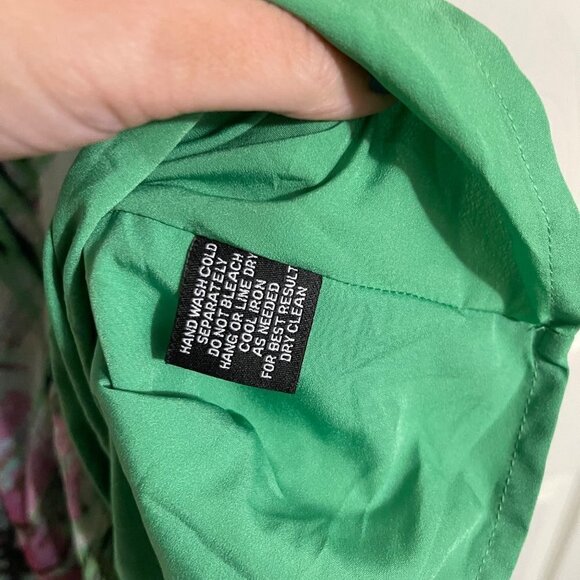 HAND WASH COLD
SEPARATELY
DO NOT BLEACH
HANG OR LINE DRY
COOL IRON
AS NEEDED
FOR BEST RESULT
DRY CLEAN